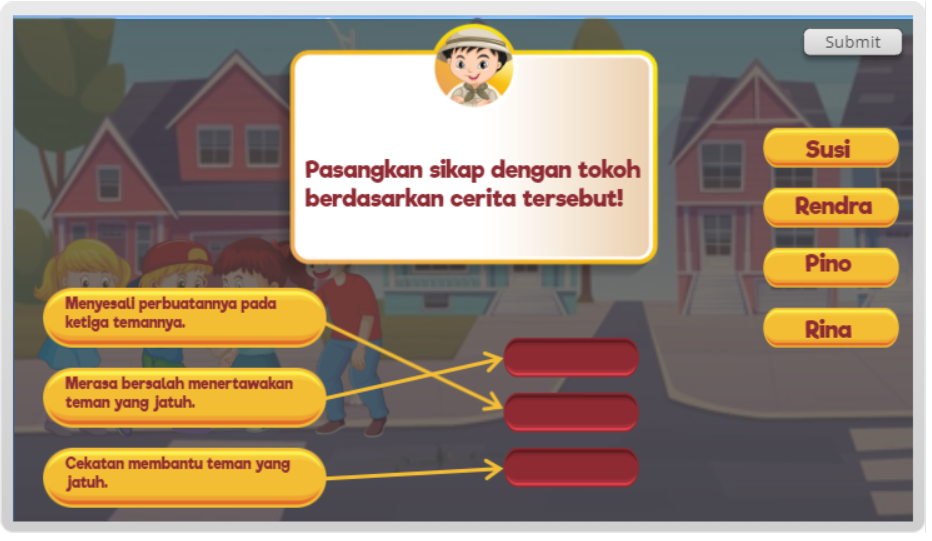 Submit
Pasangkan sikap dengan tokoh
berdasarkan cerita tersebut!
Susi
Rendra
Pino
Rina
Menyesali perbuatannya pada
ketiga temannya.
Merasa bersalah menertawakan
teman yang jatuh.
Cekatan membantu teman yang
jatuh.